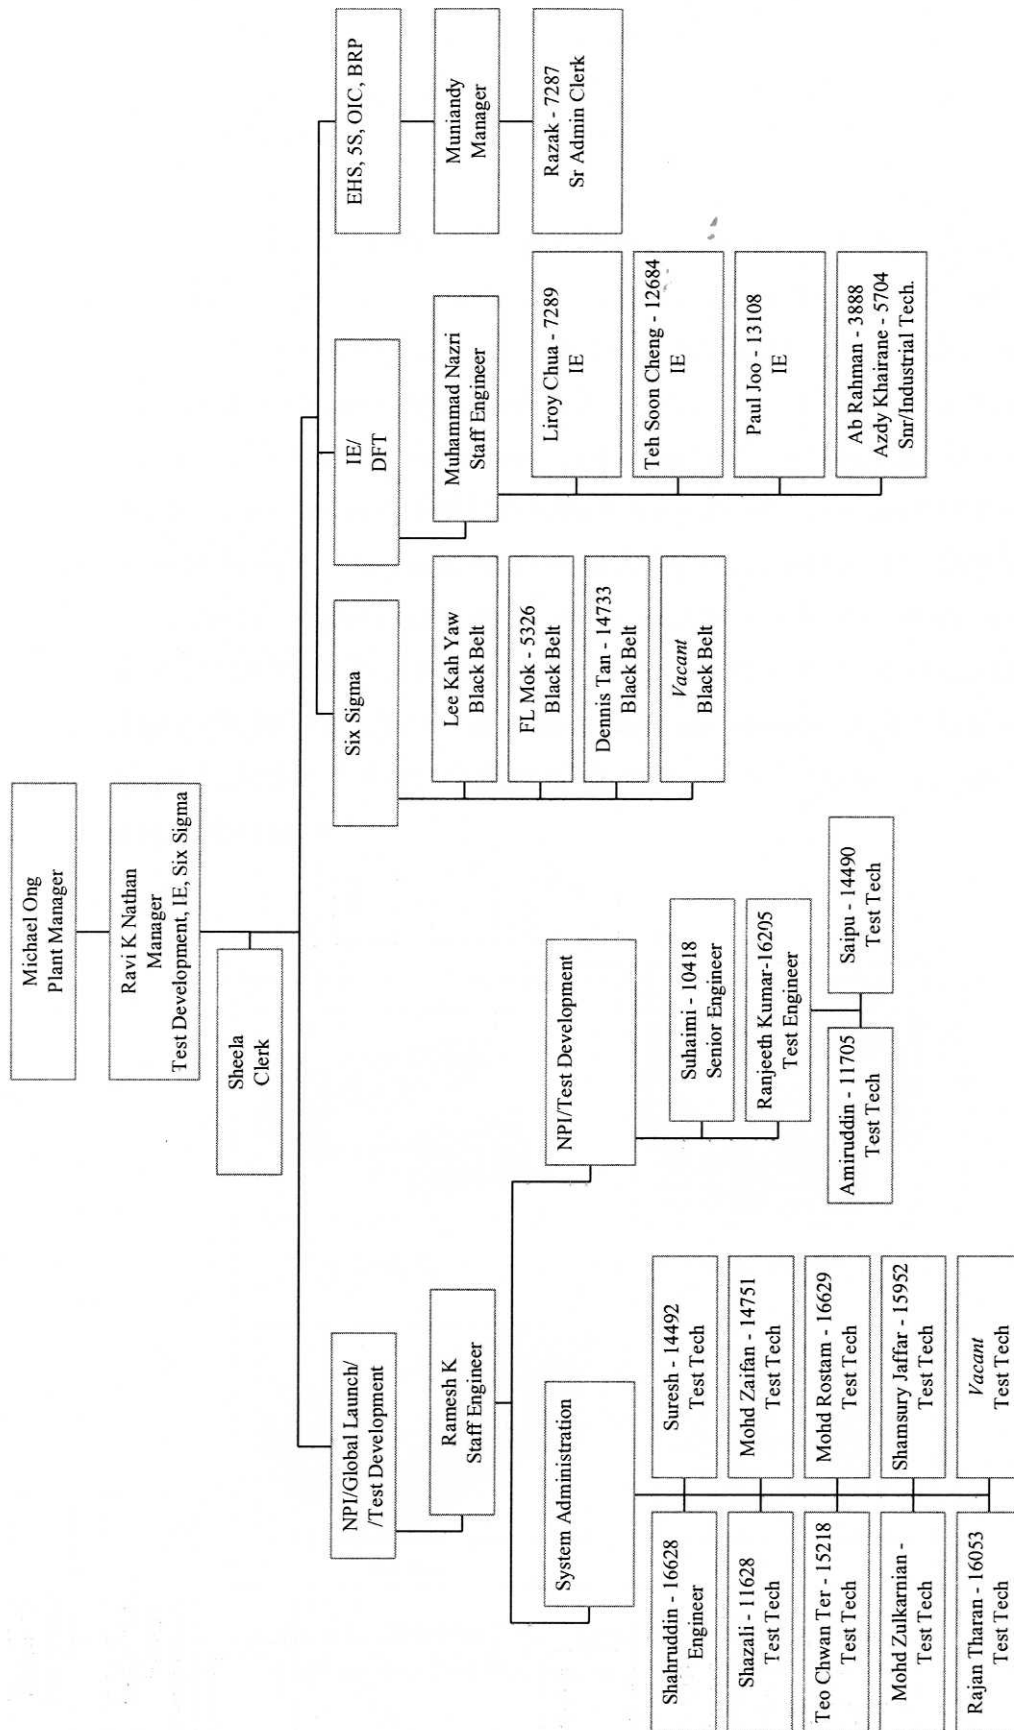 Michael Ong
Plant Manager
Ravi K Nathan
Manager
Test Development, IE, Six Sigma
Sheela
Clerk
NPI/Global Launch/
/Test Development
Ramesh K
Staff Engineer
System Administration
Shahruddin - 16628
Engineer
Suresh - 14492
Test Tech
Shazali - 11628
Test Tech
Mohd Zaifan - 14751
Test Tech
Teo Chwan Ter - 15218
Test Tech
Mohd Rostam - 16629
Test Tech
Mohd Zulkarnian -
Test Tech
Shamsury Jaffar - 15952
Test Tech
Rajan Tharan - 16053
Test Tech
Vacant
Test Tech
NPI/Test Development
Suhaimi - 10418
Senior Engineer
Ranjeeth Kumar-16205
Test Engineer
Amiruddin - 11705
Test Tech
Saipu - 14490
Test Tech
Six Sigma
Lee Kah Yaw
Black Belt
FL Mok - 5326
Black Belt
Dennis Tan - 14733
Black Belt
Vacant
Black Belt
IE/
DFT
Muhammad Nazri
Staff Engineer
Liroy Chua - 7289
IE
Teh Soon Cheng - 12684
IE
Paul Joo - 13108
IE
Ab Rahman - 3888
Azdy Khairane - 5704
Snr/Industrial Tech.
EHS, 5S, OIC, BRP
Muniandy
Manager
Razak - 7287
Sr Admin Clerk